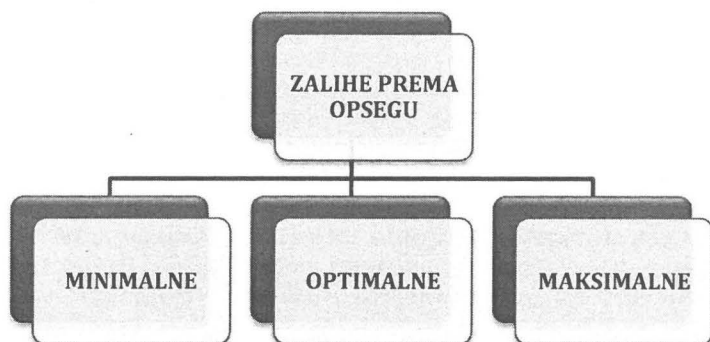 ZALIHE PREMA
OPSEGU
MINIMALNE
OPTIMALNE
MAKSIMALNE